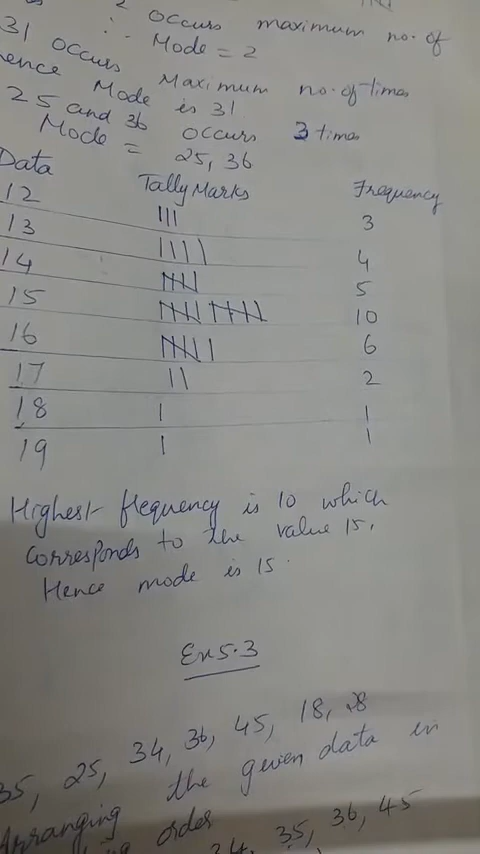 2 occurs maximum no. of
∴ Mode = 2
31 occurs Maximum no. of times
Mode is 31
25 and 36 occurs 3 times
Mode = 25, 36
Data Tally Marks Frequency
12 ||| 3
13 |||| 4
14 𝍸 5
15 𝍸 𝍸 10
16 𝍸 | 6
17 || 2
18 | 1
19 | 1
Highest frequency is 10 which
corresponds to the value 15.
Hence mode is 15.
Ex 5.3
35, 25, 34, 36, 45, 18, 28
Arranging the given data in
order
34, 35, 36, 45